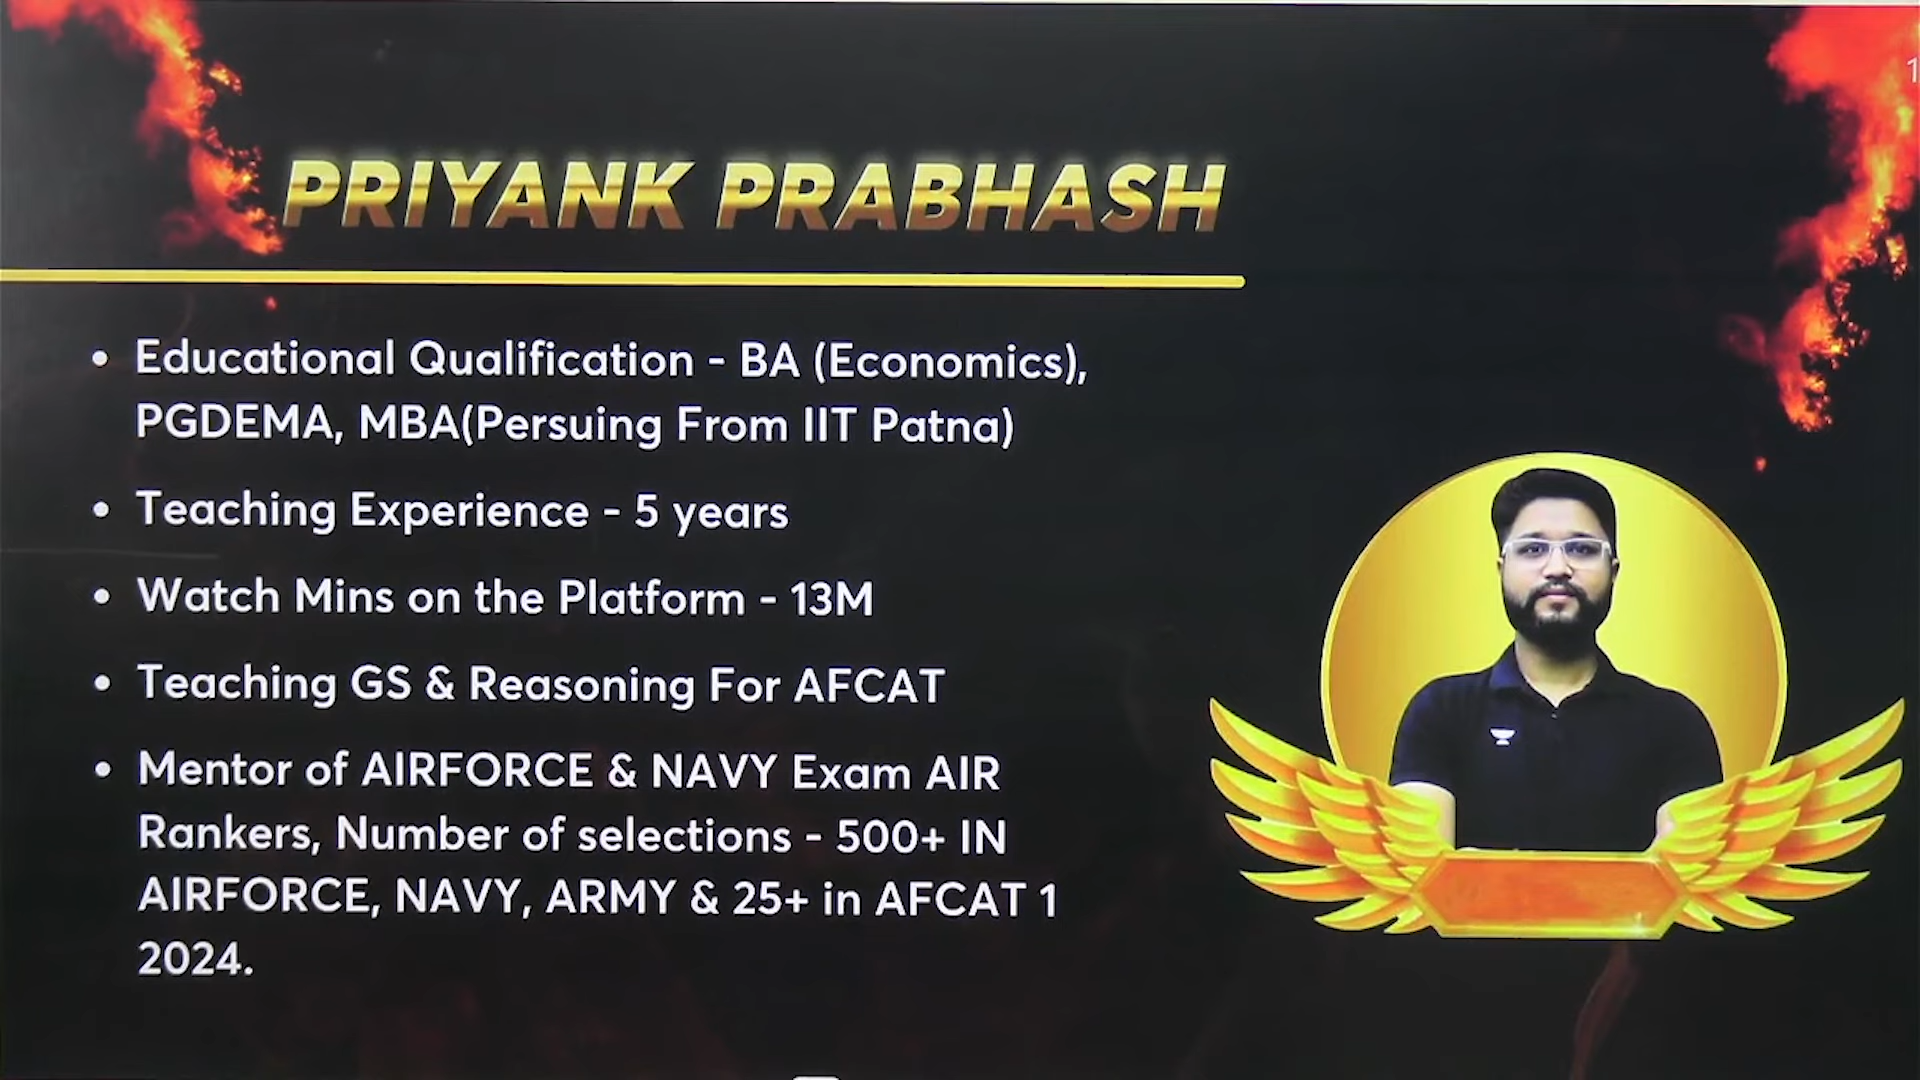 1
PRIYANK PRABHASH
• Educational Qualification - BA (Economics),
PGDEMA, MBA(Persuing From IIT Patna)
• Teaching Experience - 5 years
• Watch Mins on the Platform - 13M
• Teaching GS & Reasoning For AFCAT
• Mentor of AIRFORCE & NAVY Exam AIR
Rankers, Number of selections - 500+ IN
AIRFORCE, NAVY, ARMY & 25+ in AFCAT 1
2024.